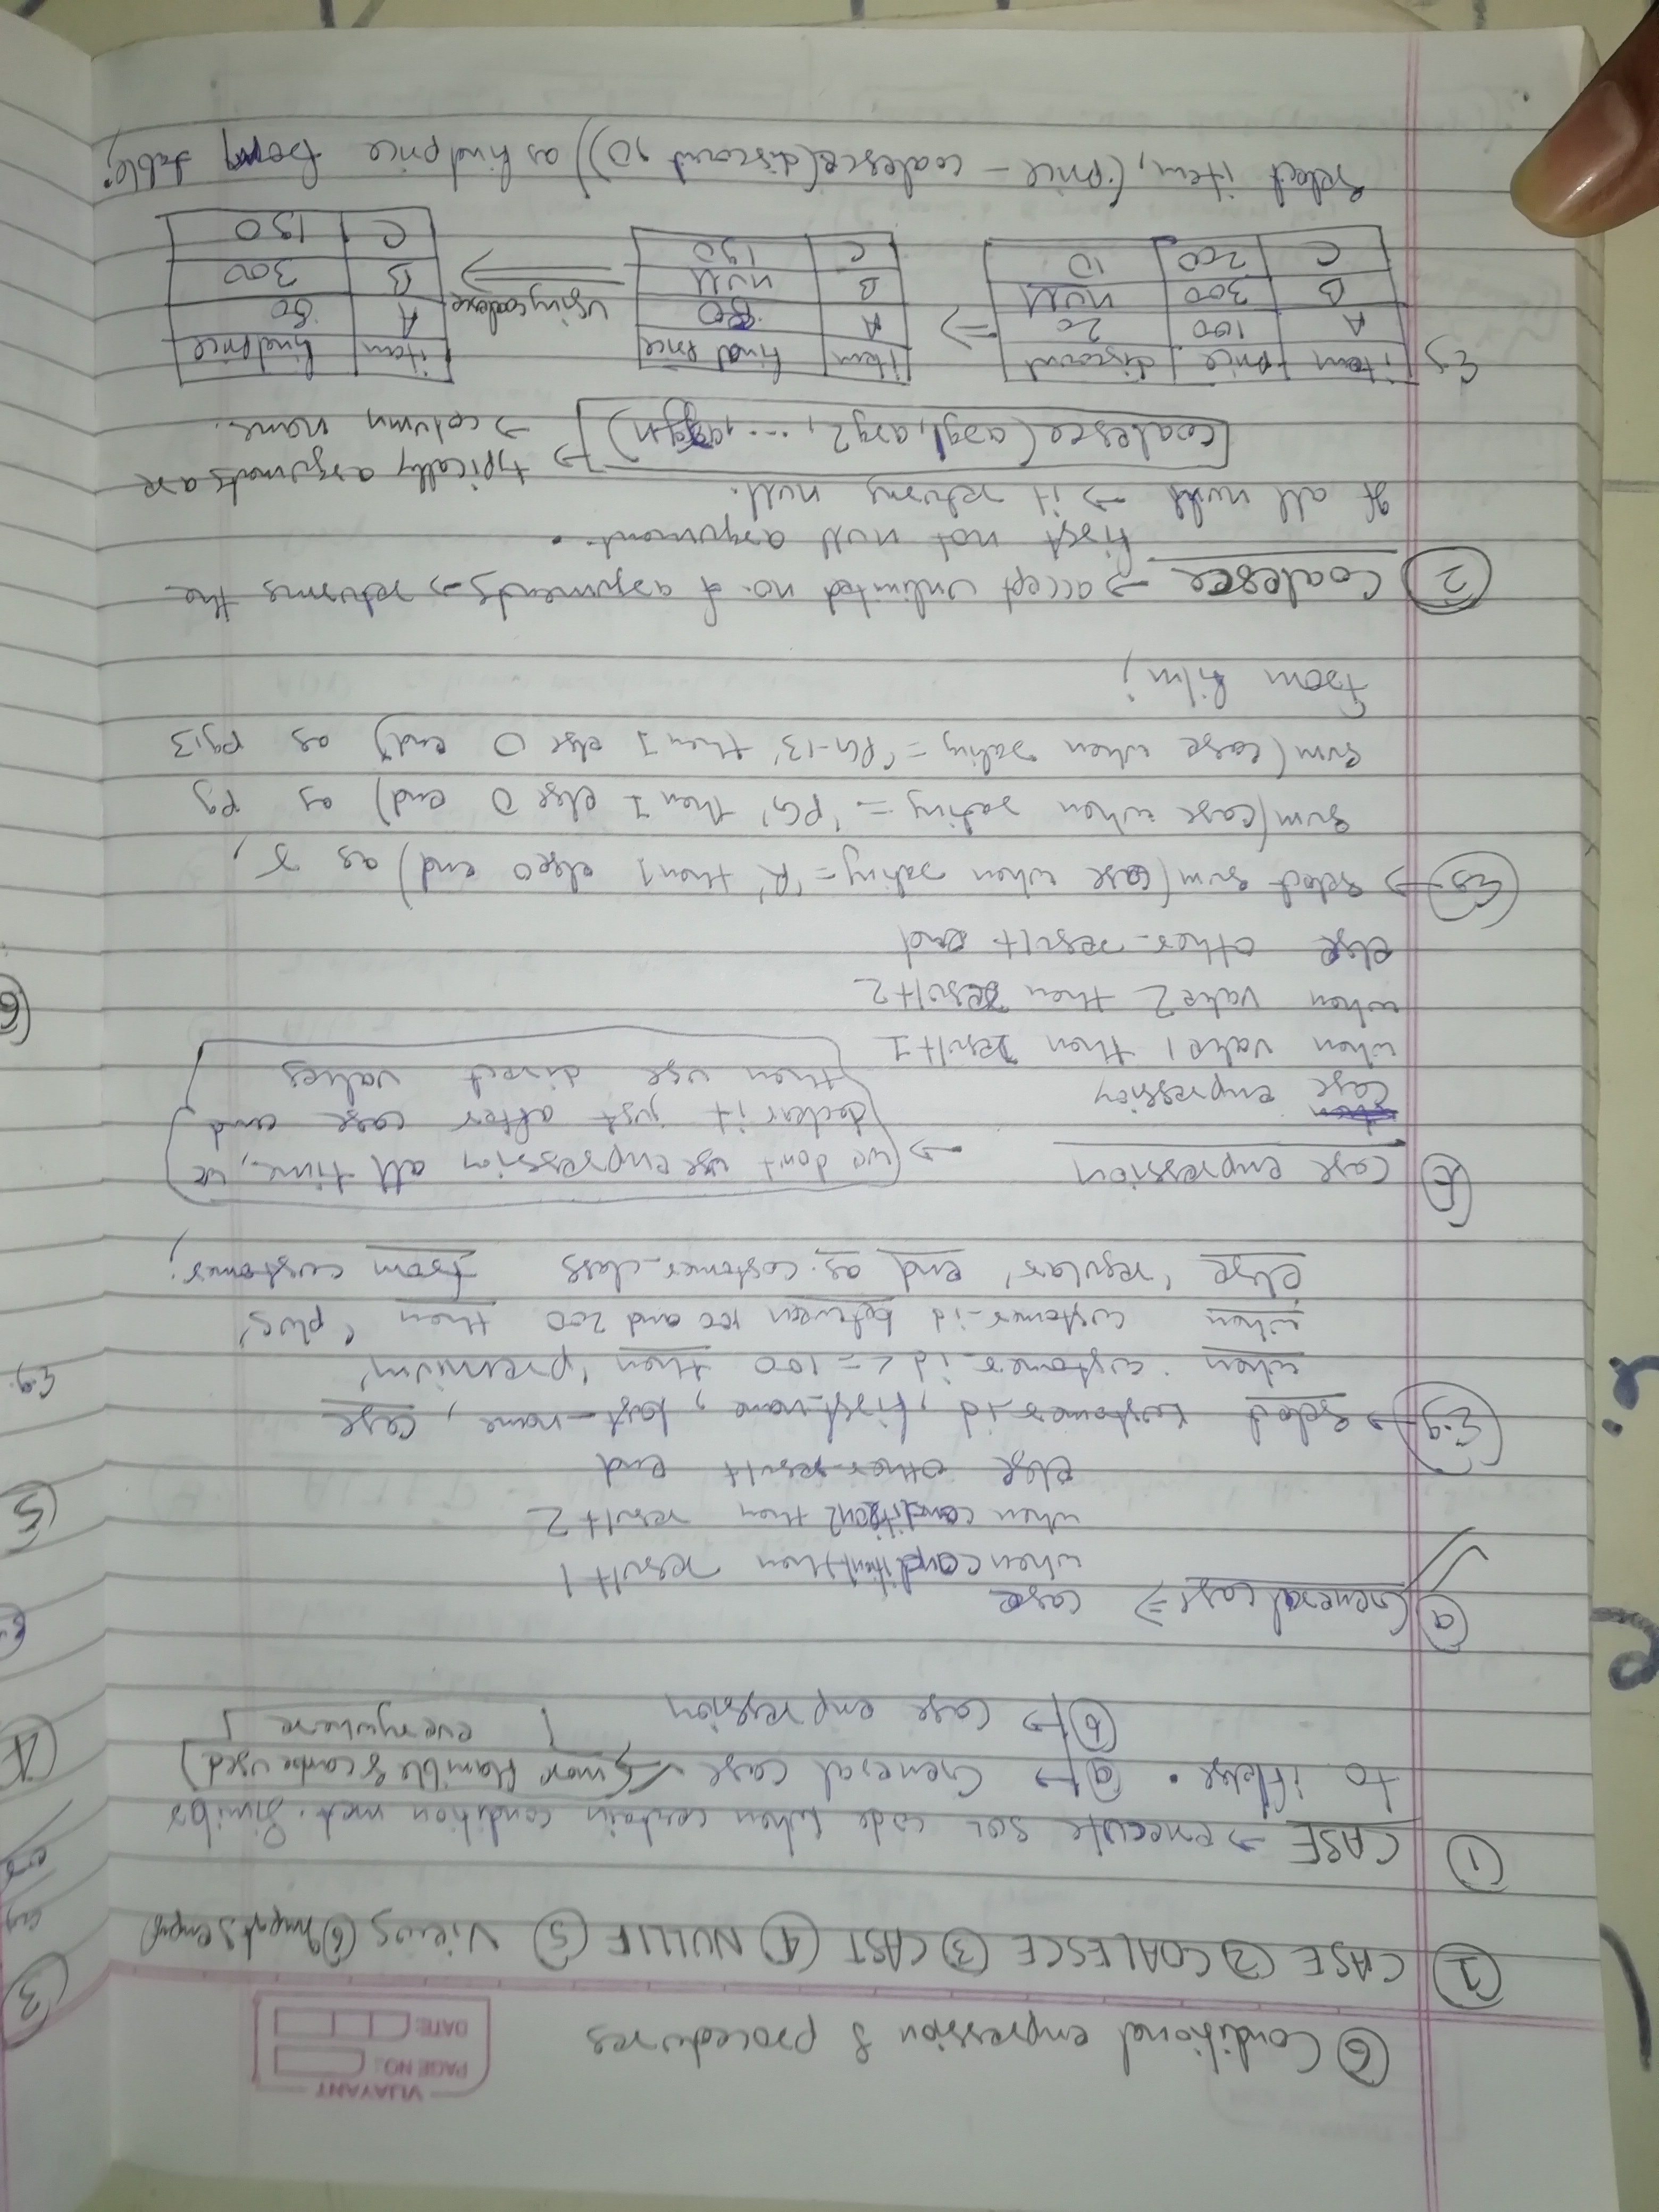 VIJAYANT
PAGE NO.:
DATE:
⑥ Conditional expression & procedures
① CASE ② COALESCE ③ CAST ④ NULLIF ⑤ Views ⑥ Import & export
① CASE → execute SQL code when certain condition met. Similar
to if/else. ⓐ → General case ✓ → (more flexible & can be used
everywhere)
ⓑ → case expression
ⓐ General case ⇒ case
when condition1 then result 1
when condition2 then result 2
else other_result end
E.g → select customer_id, first_name, last_name, case
when customer_id <= 100 then 'premium'
when customer_id between 100 and 200 then 'plus'
else 'regular' end as customer_class from customer;
ⓑ case expression
→ we don't use expression all time, we
declare it just after case and
then use direct values
case expression
when value1 then result 1
when value2 then result 2
else other_result end
Eg → select sum(case when rating = 'R' then 1 else 0 end) as r,
sum(case when rating = 'PG' then 1 else 0 end) as pg
sum(case when rating = 'PG-13' then 1 else 0 end) as pg13
from film;
② Coalesce → accept unlimited no. of arguments → returns the
first not null argument.
If all null → it returns null.
coalesce(arg1, arg2, ..., argn) → typically arguments are
→ column name.
Eg item price discount
A 100 20
B 300 null
C 200 10
⇒
item final price
A 80
B null
C 190
using coalesce
item final price
A 80
B 300
C 190
select item, (price - coalesce(discount, 0)) as finalprice from table;
3
4
5
E.g.
6